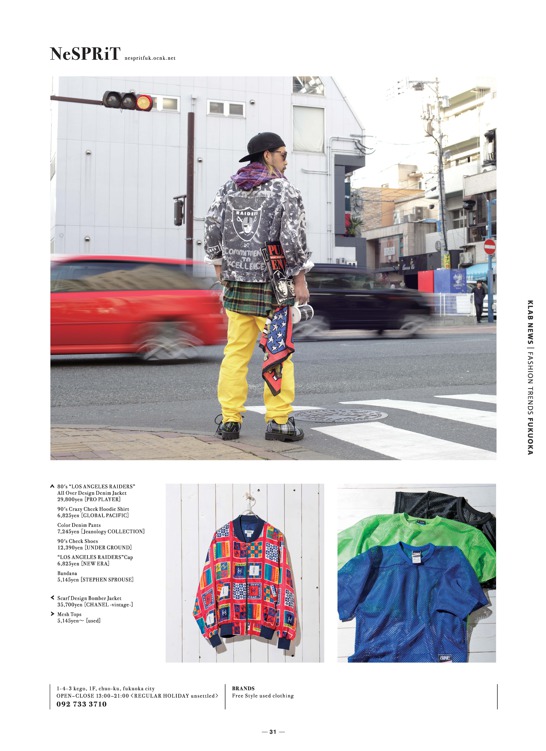 NeSPRiT nespritfuk.ocnk.net
RAIDERS
COMMITMENT
TO
EXCELLENCE
KLAB NEWS | FASHION TRENDS FUKUOKA
80's "LOS ANGELES RAIDERS"
All Over Design Denim Jacket
29,800yen [PRO PLAYER]
90's Crazy Check Hoodie Shirt
6,825yen [GLOBAL PACIFIC]
Color Denim Pants
7,245yen [Jeanology COLLECTION]
90's Check Shoes
12,390yen [UNDER GROUND]
"LOS ANGELES RAIDERS"Cap
6,825yen [NEW ERA]
Bandana
5,145yen [STEPHEN SPROUSE]
Scarf Design Bomber Jacket
35,700yen [CHANEL-vintage-]
Mesh Tops
5,145yen〜 [used]
1-4-3 kego, 1F, chuo-ku, fukuoka city
OPEN-CLOSE 13:00-21:00 <REGULAR HOLIDAY unsettled>
092 733 3710
BRANDS
Free Style used clothing
— 31 —